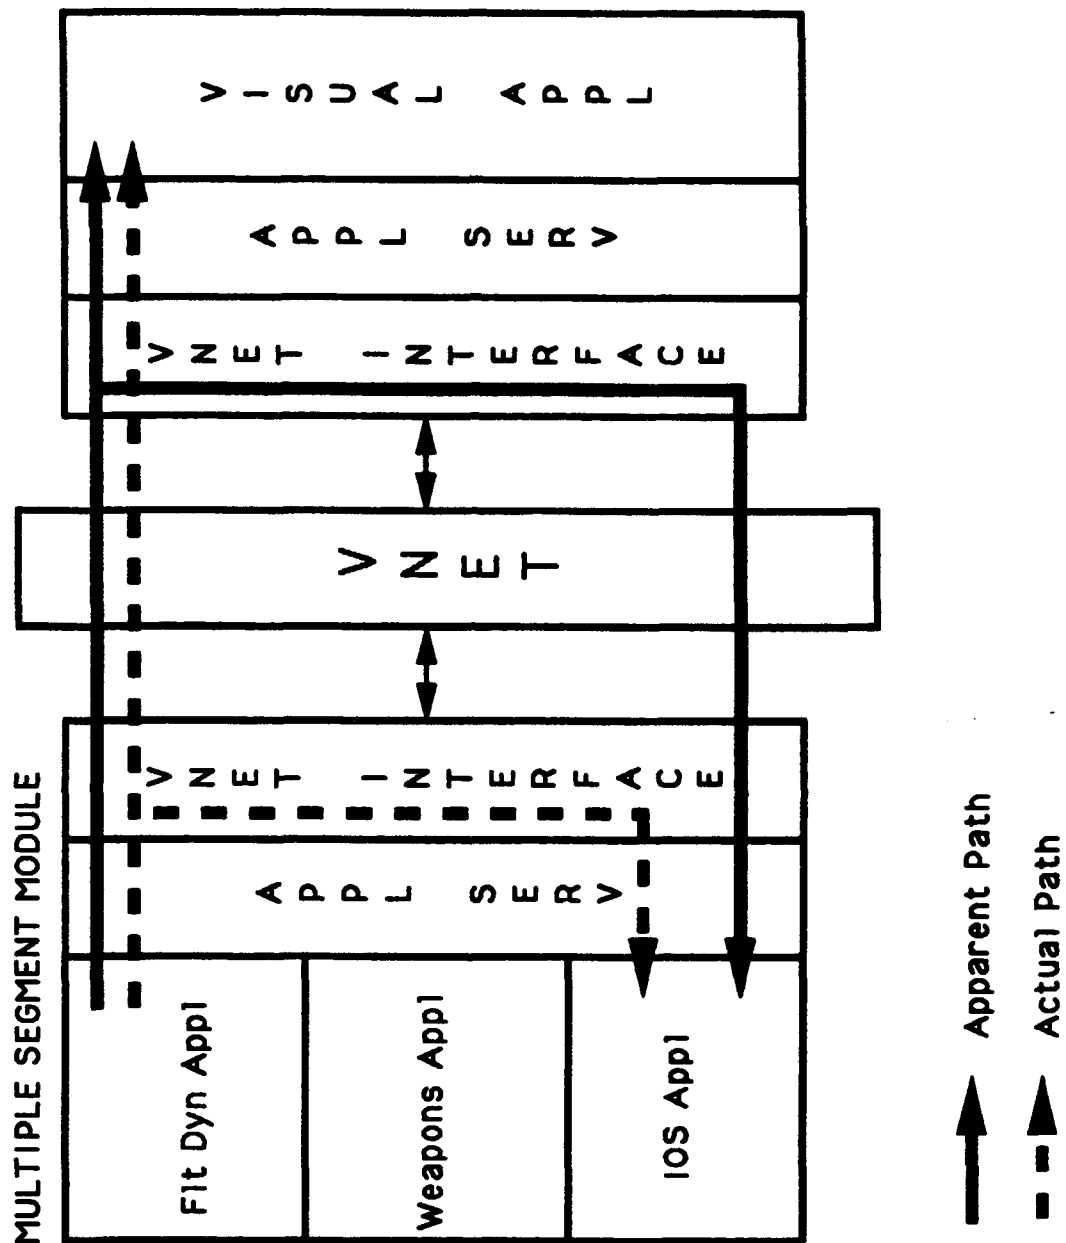 MULTIPLE SEGMENT MODULE
Flt Dyn Appl
Weapons Appl
IOS Appl
APPL SERV
VNET INTERFACE
VNET
VNET INTERFACE
APPL SERV
VISUAL APPL
Apparent Path
Actual Path